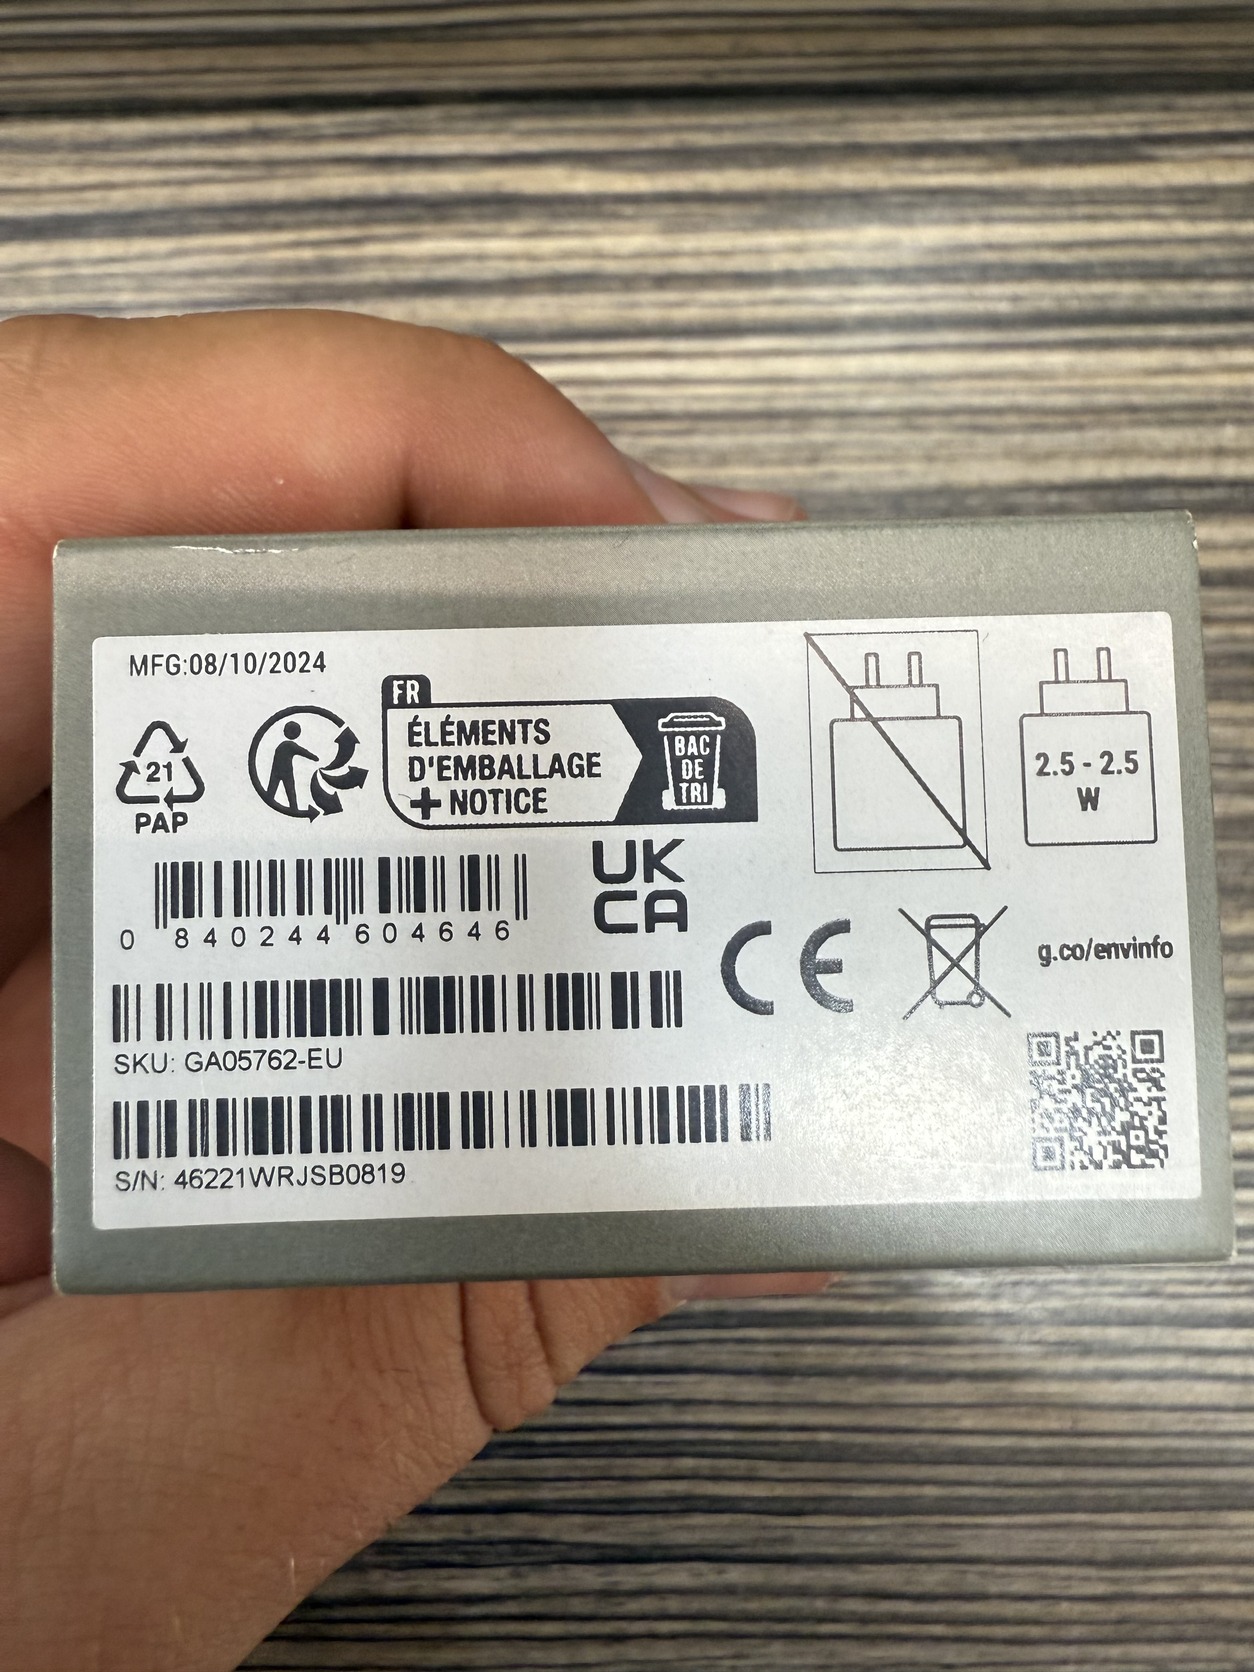 MFG:08/10/2024
21
PAP
FR
ÉLÉMENTS
D'EMBALLAGE
+ NOTICE
BAC
DE
TRI
2.5 - 2.5
W
0 840244 604646
UK
CA
CE
g.co/envinfo
SKU: GA05762-EU
S/N: 46221WRJSB0819